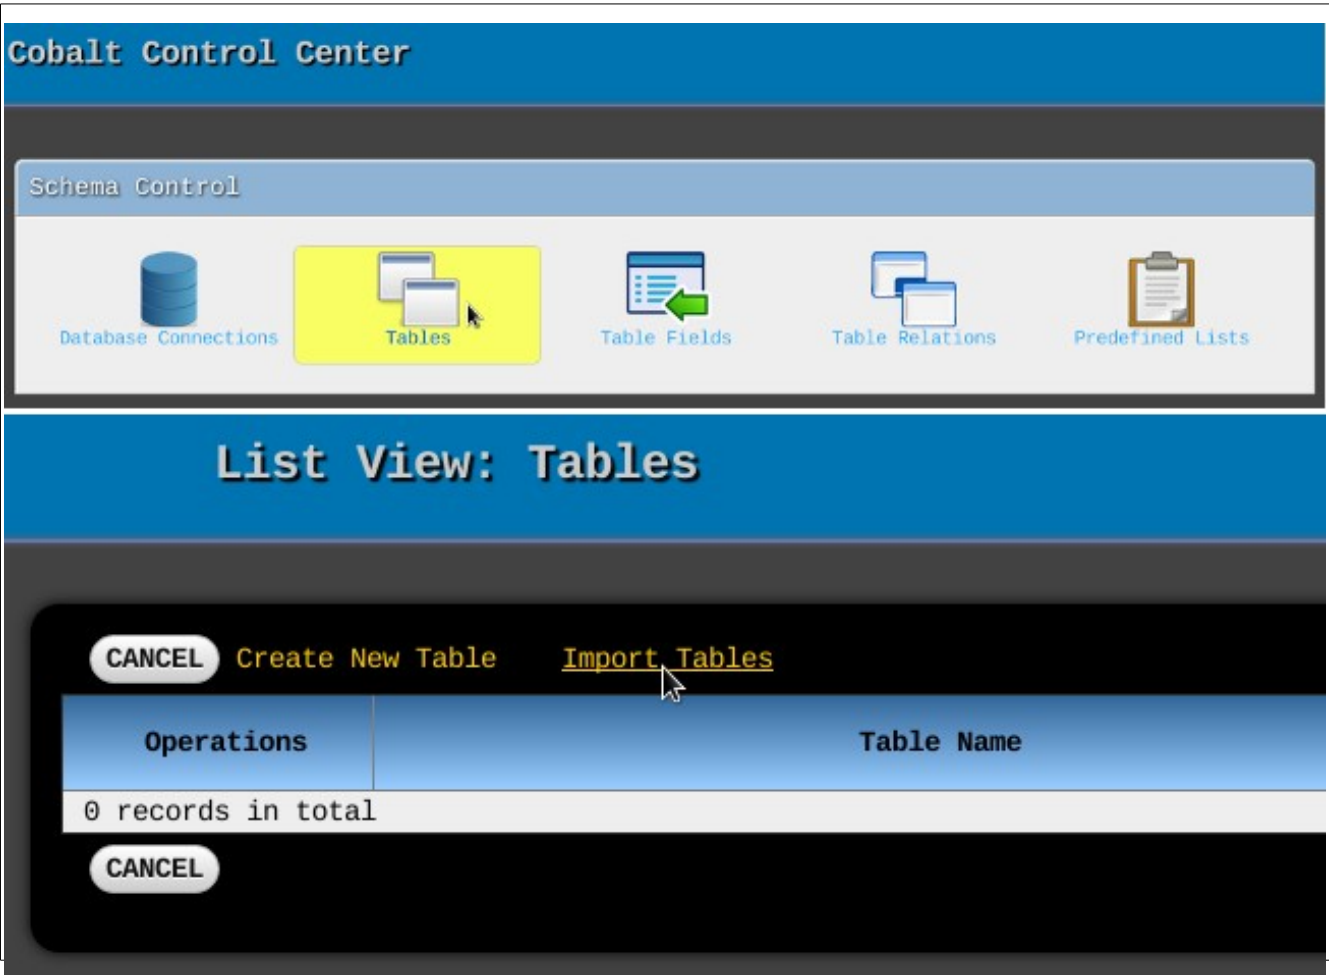 Cobalt Control Center
Schema Control
Database Connections Tables Table Fields Table Relations Predefined Lists
List View: Tables
CANCEL Create New Table Import Tables
Operations Table Name
0 records in total
CANCEL